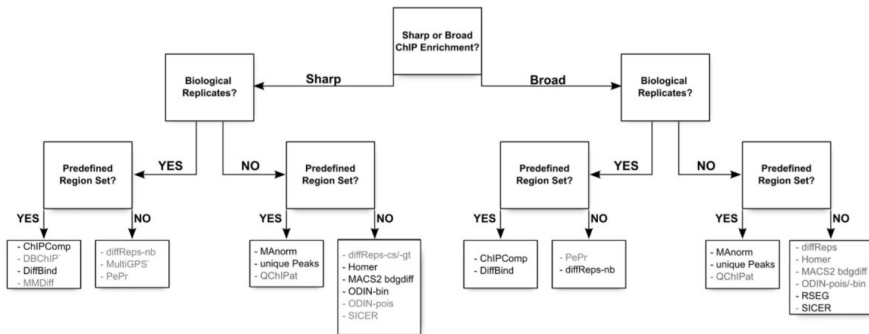 Sharp or Broad
ChIP Enrichment?
Sharp
Broad
Biological
Replicates?
Biological
Replicates?
YES
NO
YES
NO
Predefined
Region Set?
Predefined
Region Set?
Predefined
Region Set?
Predefined
Region Set?
YES
NO
YES
NO
YES
NO
YES
NO
- ChIPComp
- DBChIP*
- DiffBind
- MMDiff
- diffReps-nb
- MultiGPS*
- PePr
- MAnorm
- unique Peaks
- QChIPat
- diffReps-cs/-gt
- Homer
- MACS2 bdgdiff
- ODIN-bin
- ODIN-pois
- SICER
- ChIPComp
- DiffBind
- PePr
- diffReps-nb
- MAnorm
- unique Peaks
- QChIPat
- diffReps
- Homer
- MACS2 bdgdiff
- ODIN-pois/-bin
- RSEG
- SICER